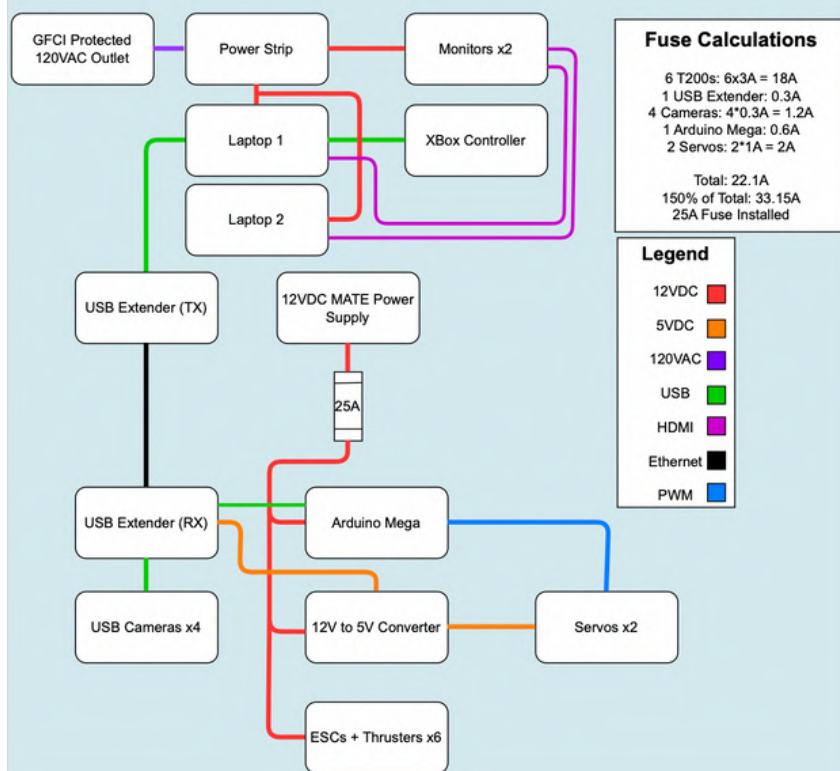 GFCI Protected
120VAC Outlet
Power Strip
Monitors x2
Laptop 1
XBox Controller
Laptop 2
USB Extender (TX)
12VDC MATE Power
Supply
25A
USB Extender (RX)
Arduino Mega
USB Cameras x4
12V to 5V Converter
Servos x2
ESCs + Thrusters x6
Fuse Calculations
6 T200s: 6x3A = 18A
1 USB Extender: 0.3A
4 Cameras: 4*0.3A = 1.2A
1 Arduino Mega: 0.6A
2 Servos: 2*1A = 2A
Total: 22.1A
150% of Total: 33.15A
25A Fuse Installed
Legend
12VDC
5VDC
120VAC
USB
HDMI
Ethernet
PWM